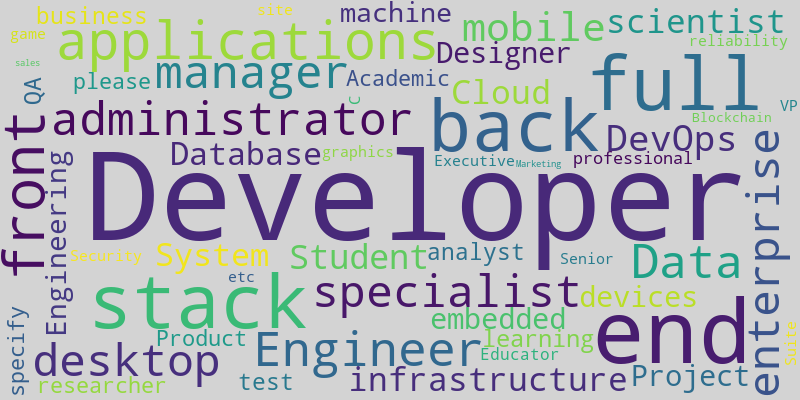 business
site
machine
game
applications
mobile
scientist
sales
Designer
reliability
please
manager
Academic
full
QA
C
Cloud
VP
administrator
back
Blockchain
DevOps
front
Database
graphics
Executive
Marketing
professional
Developer
Engineering
enterprise
Security
System
Student
analyst
Senior
Data
etc
stack
specialist
devices
embedded
end
specify
Product
Engineer
learning
Suite
desktop
Educator
researcher
test
infrastructure
Project